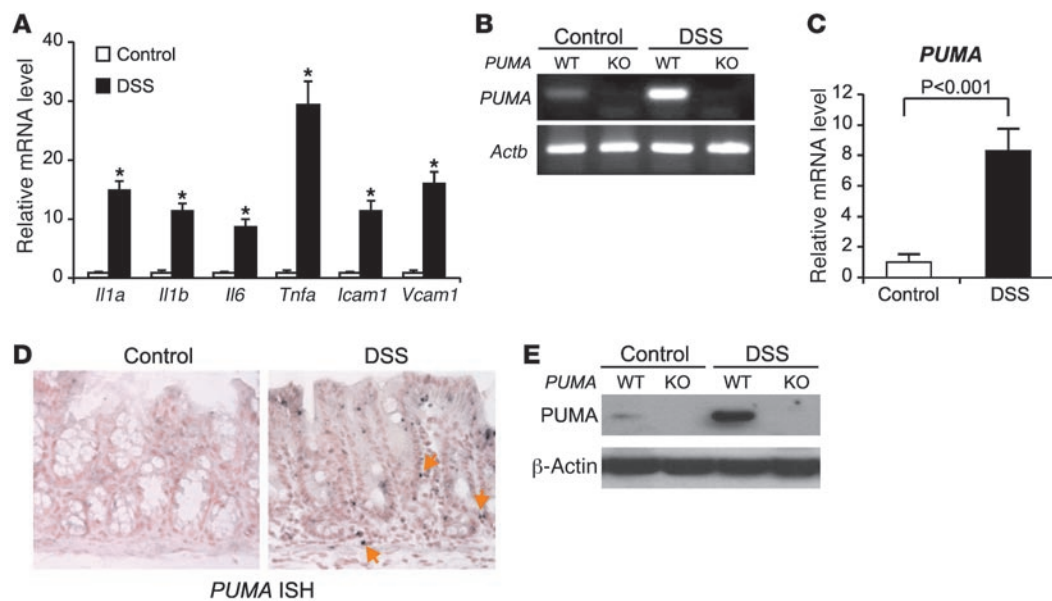 A
Relative mRNA level
40
30
20
10
0
Control
DSS
*
*
*
*
*
*
Il1a Il1b Il6 Tnfa Icam1 Vcam1
B
Control DSS
PUMA WT KO WT KO
PUMA
Actb
C
PUMA
P<0.001
Relative mRNA level
12
10
8
6
4
2
0
Control DSS
D
Control DSS
PUMA ISH
E
Control DSS
PUMA WT KO WT KO
PUMA
β-Actin